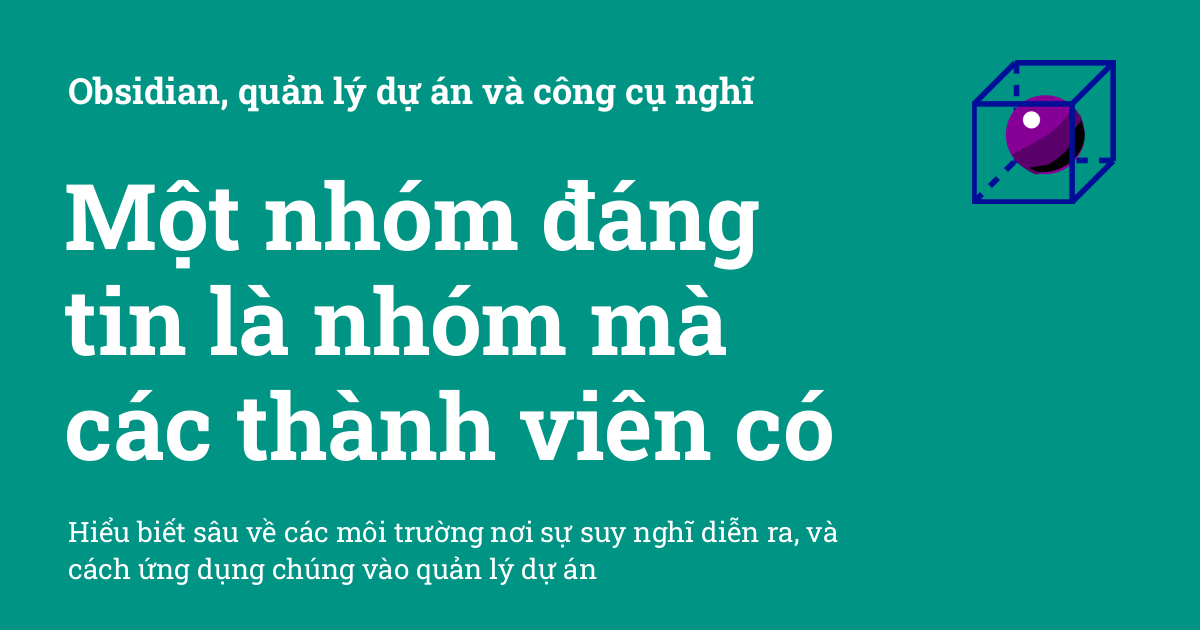 Obsidian, quản lý dự án và công cụ nghĩ
Một nhóm đáng
tin là nhóm mà
các thành viên có
Hiểu biết sâu về các môi trường nơi sự suy nghĩ diễn ra, và
cách ứng dụng chúng vào quản lý dự án